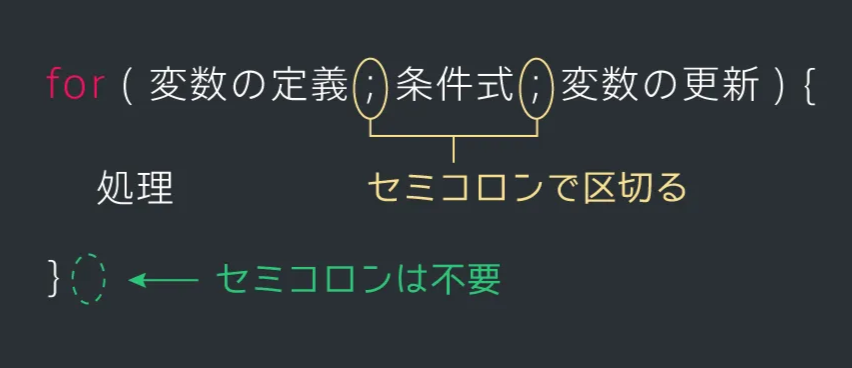 for ( 変数の定義 ; 条件式 ; 変数の更新 ) {
処理
セミコロンで区切る
}
セミコロンは不要